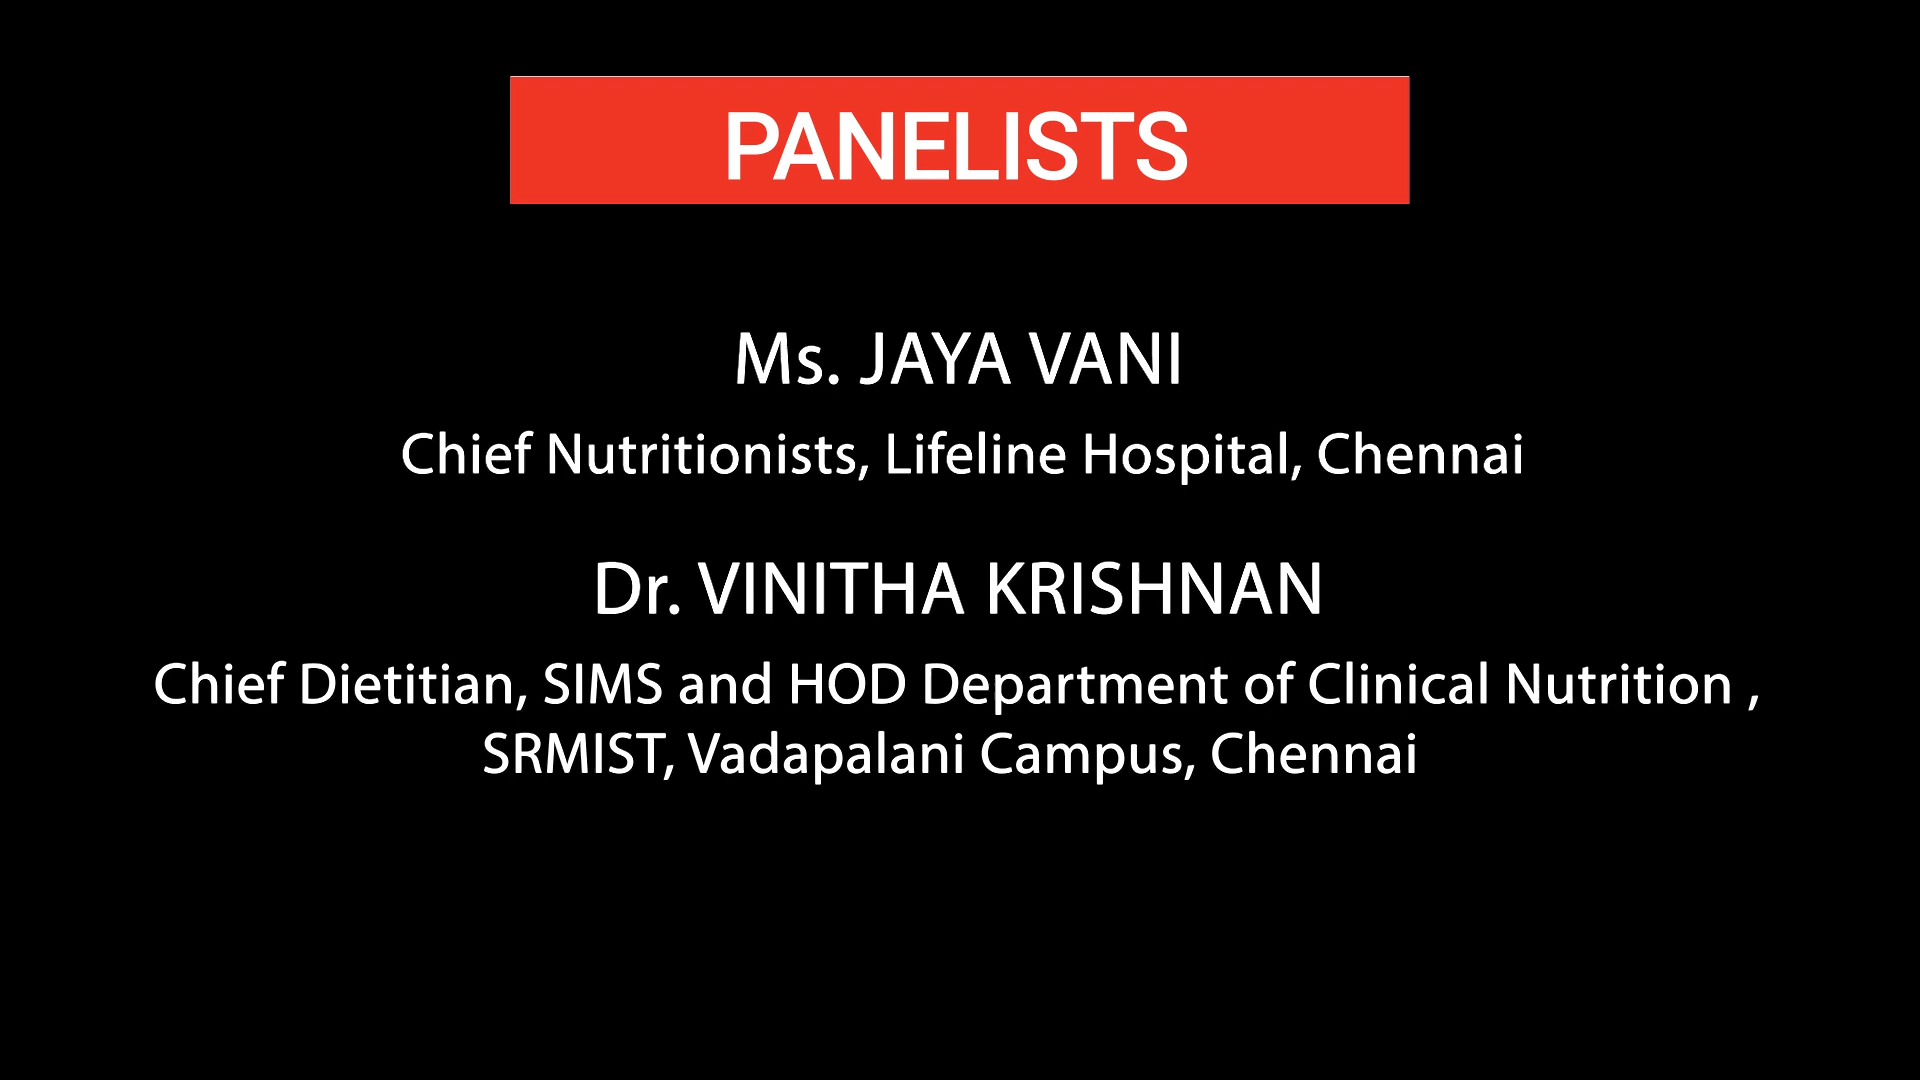 PANELISTS
Ms. JAYA VANI
Chief Nutritionists, Lifeline Hospital, Chennai
Dr. VINITHA KRISHNAN
Chief Dietitian, SIMS and HOD Department of Clinical Nutrition ,
SRMIST, Vadapalani Campus, Chennai